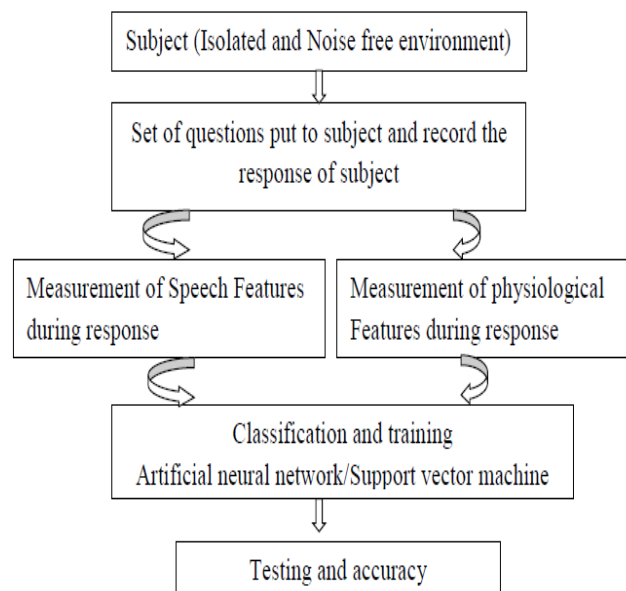 Subject (Isolated and Noise free environment)
Set of questions put to subject and record the
response of subject
Measurement of Speech Features
during response
Measurement of physiological
Features during response
Classification and training
Artificial neural network/Support vector machine
Testing and accuracy